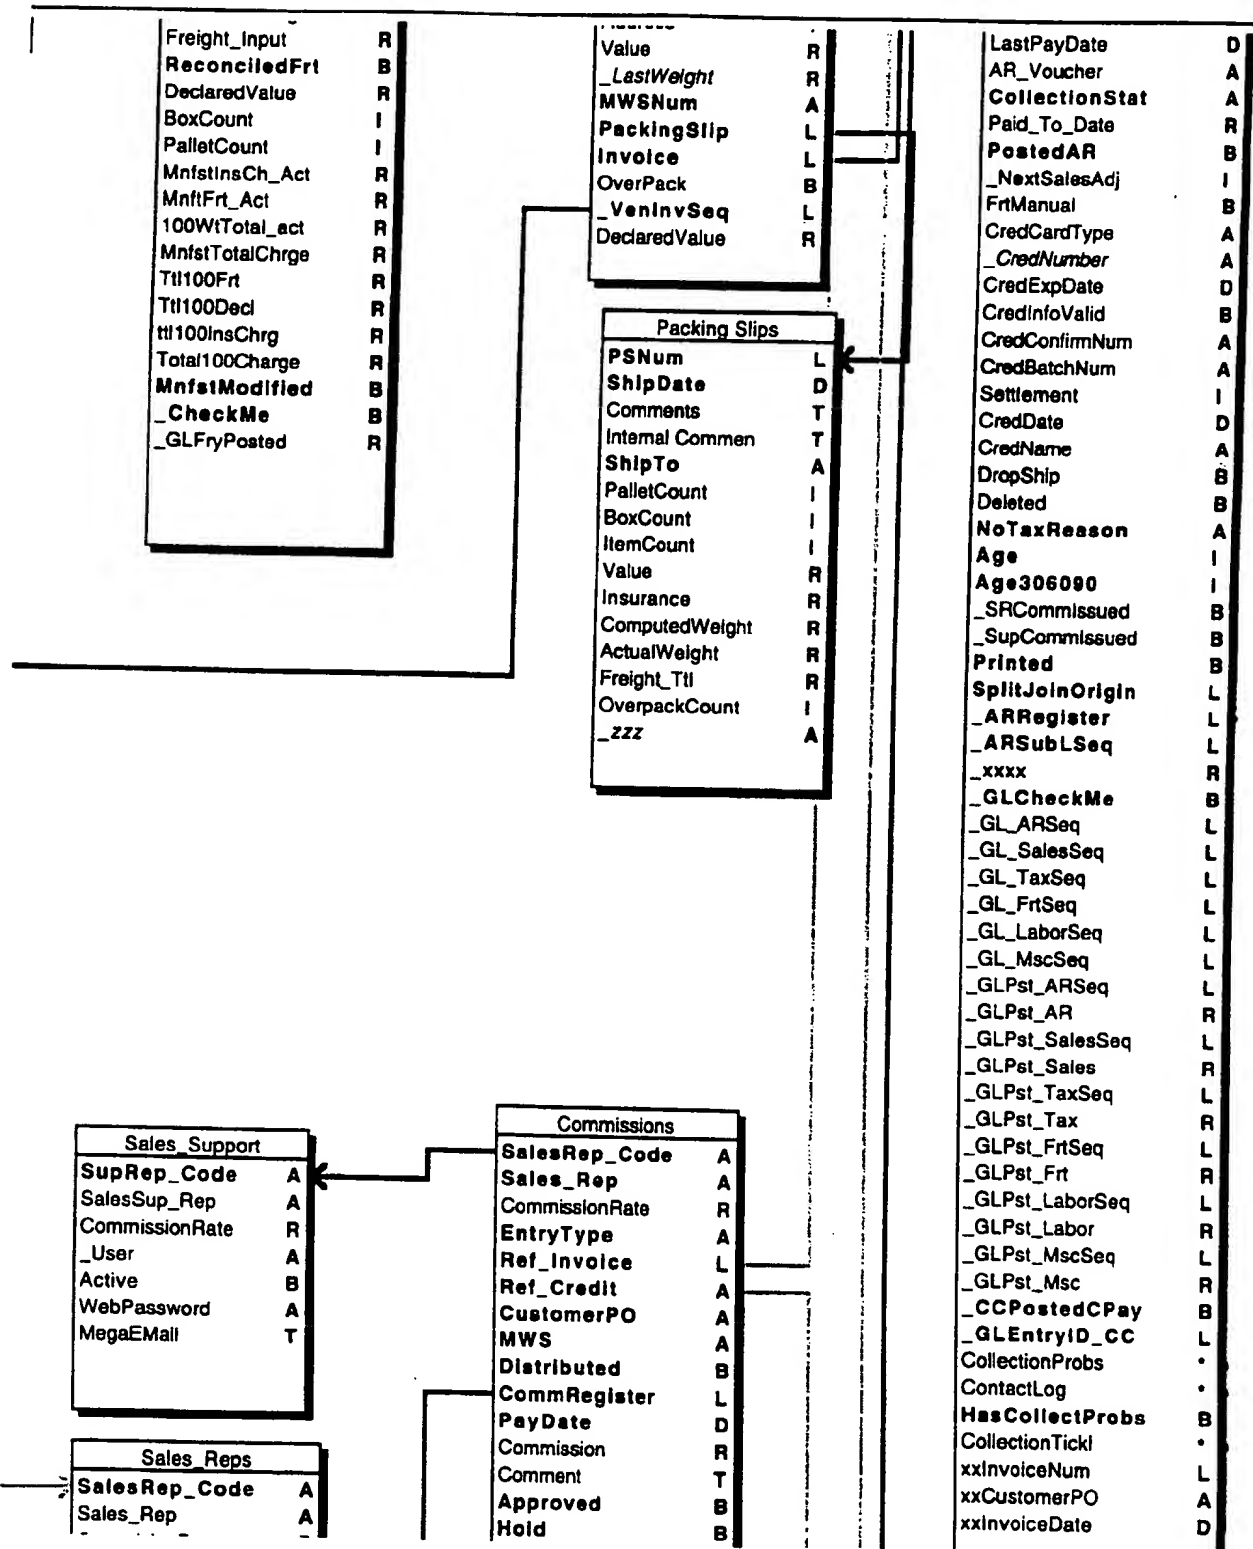 Freight_Input R
ReconciledFrt B
DeclaredValue R
BoxCount I
PalletCount I
MnfstInsCh_Act R
MnftFrt_Act R
100WtTotal_act R
MnfstTotalChrge R
Ttl100Frt R
Ttl100Decl R
ttl100InsChrg R
Total100Charge R
MnfstModified B
_CheckMe B
_GLFryPosted R
Value R
_LastWeight R
MWSNum A
PackingSlip L
Invoice L
OverPack B
_VenInvSeq L
DeclaredValue R
Packing Slips
PSNum L
ShipDate D
Comments T
Internal Commen T
ShipTo A
PalletCount I
BoxCount I
ItemCount I
Value R
Insurance R
ComputedWeight R
ActualWeight R
Freight_Ttl R
OverpackCount I
_zzz A
Sales_Support
SupRep_Code A
SalesSup_Rep A
CommissionRate R
_User A
Active B
WebPassword A
MegaEMail T
Sales_Reps
SalesRep_Code A
Sales_Rep A
Commissions
SalesRep_Code A
Sales_Rep A
CommissionRate R
EntryType A
Ref_Invoice L
Ref_Credit A
CustomerPO A
MWS A
Distributed B
CommRegister L
PayDate D
Commission R
Comment T
Approved B
Hold B
LastPayDate D
AR_Voucher A
CollectionStat A
Paid_To_Date R
PostedAR B
_NextSalesAdj I
FrtManual B
CredCardType A
_CredNumber A
CredExpDate D
CredInfoValid B
CredConfirmNum A
CredBatchNum A
Settlement I
CredDate D
CredName A
DropShip B
Deleted B
NoTaxReason A
Age I
Age306090 I
_SRCommissued B
_SupCommissued B
Printed B
SplitJoinOrigin L
_ARRegister L
_ARSubLSeq L
_xxxx R
_GLCheckMe B
_GL_ARSeq L
_GL_SalesSeq L
_GL_TaxSeq L
_GL_FrtSeq L
_GL_LaborSeq L
_GL_MscSeq L
_GLPst_ARSeq L
_GLPst_AR R
_GLPst_SalesSeq L
_GLPst_Sales R
_GLPst_TaxSeq L
_GLPst_Tax R
_GLPst_FrtSeq L
_GLPst_Frt R
_GLPst_LaborSeq L
_GLPst_Labor R
_GLPst_MscSeq L
_GLPst_Msc R
_CCPostedCPay B
_GLEntryID_CC L
CollectionProbs *
ContactLog *
HasCollectProbs B
CollectionTickl *
xxInvoiceNum L
xxCustomerPO A
xxInvoiceDate D